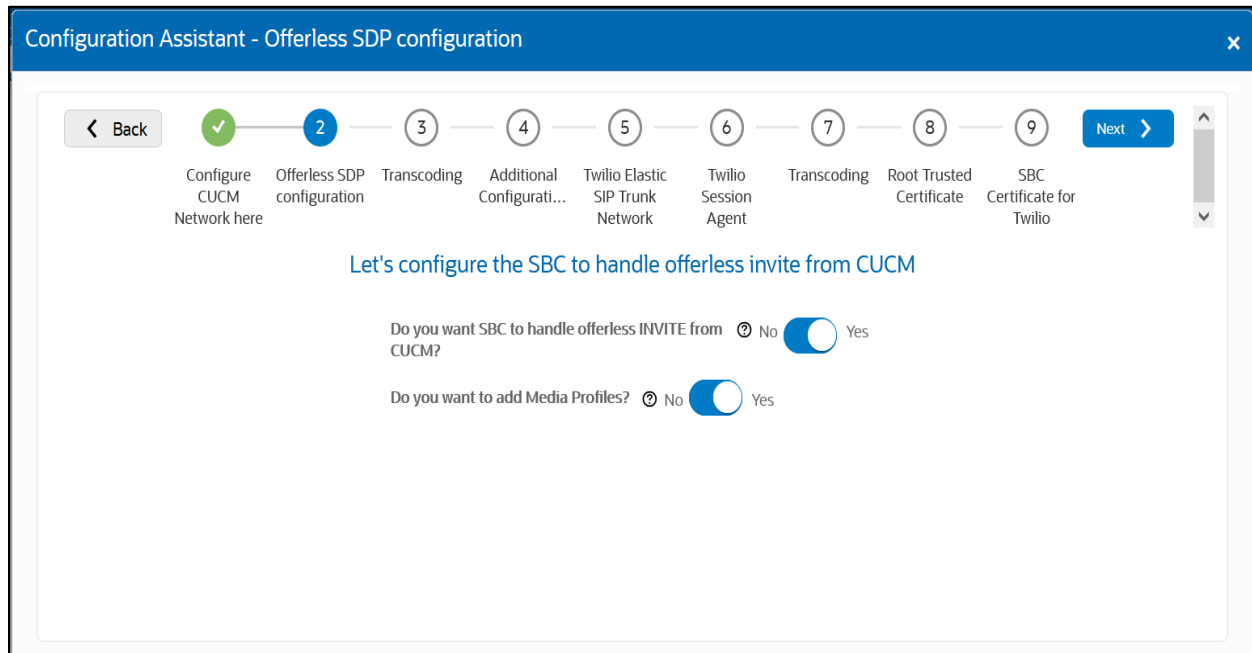 Configuration Assistant - Offerless SDP configuration
×
Back
2
3
4
5
6
7
8
9
Next
Configure CUCM Network here
Offerless SDP configuration
Transcoding
Additional Configurati...
Twilio Elastic SIP Trunk Network
Twilio Session Agent
Transcoding
Root Trusted Certificate
SBC Certificate for Twilio
Let's configure the SBC to handle offerless invite from CUCM
Do you want SBC to handle offerless INVITE from CUCM? ? No Yes
Do you want to add Media Profiles? ? No Yes